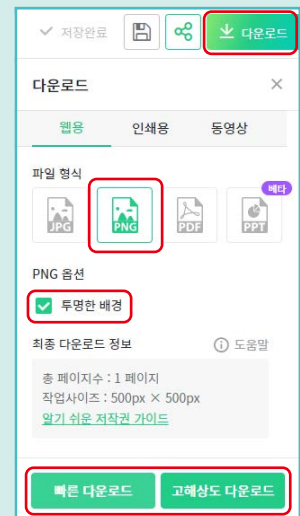 저장완료 다운로드
다운로드
웹용 인쇄용 동영상
파일 형식
베타
JPG PNG PDF PPT
PNG 옵션
투명한 배경
최종 다운로드 정보 도움말
총 페이지수 : 1 페이지
작업사이즈 : 500px × 500px
알기 쉬운 저작권 가이드
빠른 다운로드 고해상도 다운로드